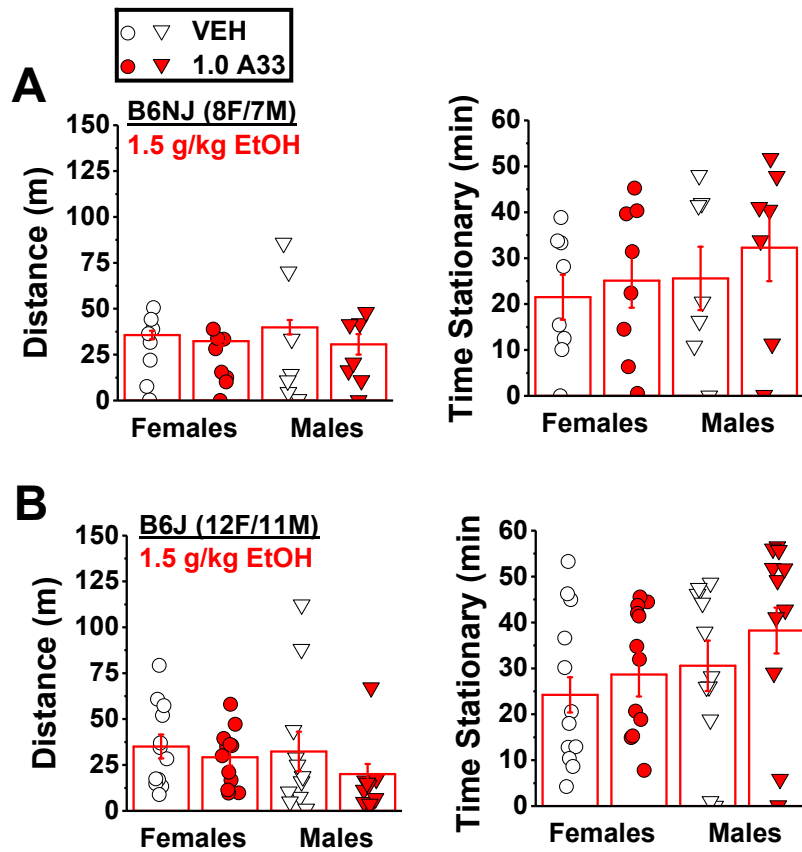 VEH
1.0 A33
A
B6NJ (8F/7M)
1.5 g/kg EtOH
Distance (m)
150
125
100
75
50
25
0
Females Males
Time Stationary (min)
60
50
40
30
20
10
0
Females Males
B
B6J (12F/11M)
1.5 g/kg EtOH
Distance (m)
150
125
100
75
50
25
0
Females Males
Time Stationary (min
60
50
40
30
20
10
0
Females Males